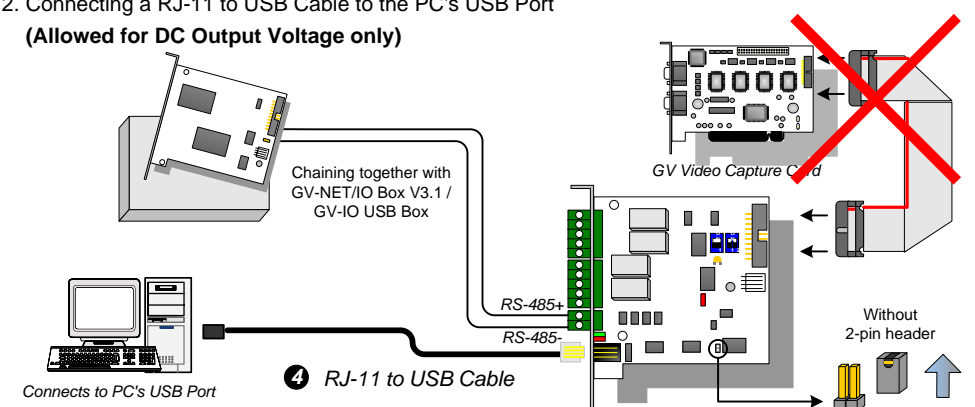 2. Connecting a RJ-11 to USB Cable to the PC's USB Port
(Allowed for DC Output Voltage only)
Chaining together with
GV-NET/IO Box V3.1 /
GV-IO USB Box
GV Video Capture Card
RS-485+
RS-485-
Without
2-pin header
4 RJ-11 to USB Cable
Connects to PC's USB Port